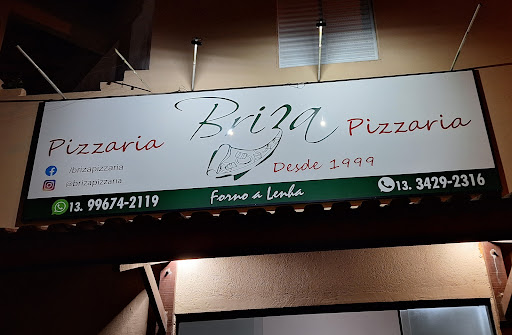 Briza
Pizzaria Pizzaria
Desde 1999
/brizapizzaria
@brizapizzaria
Forno a Lenha
13. 99674-2119
13. 3429-2316